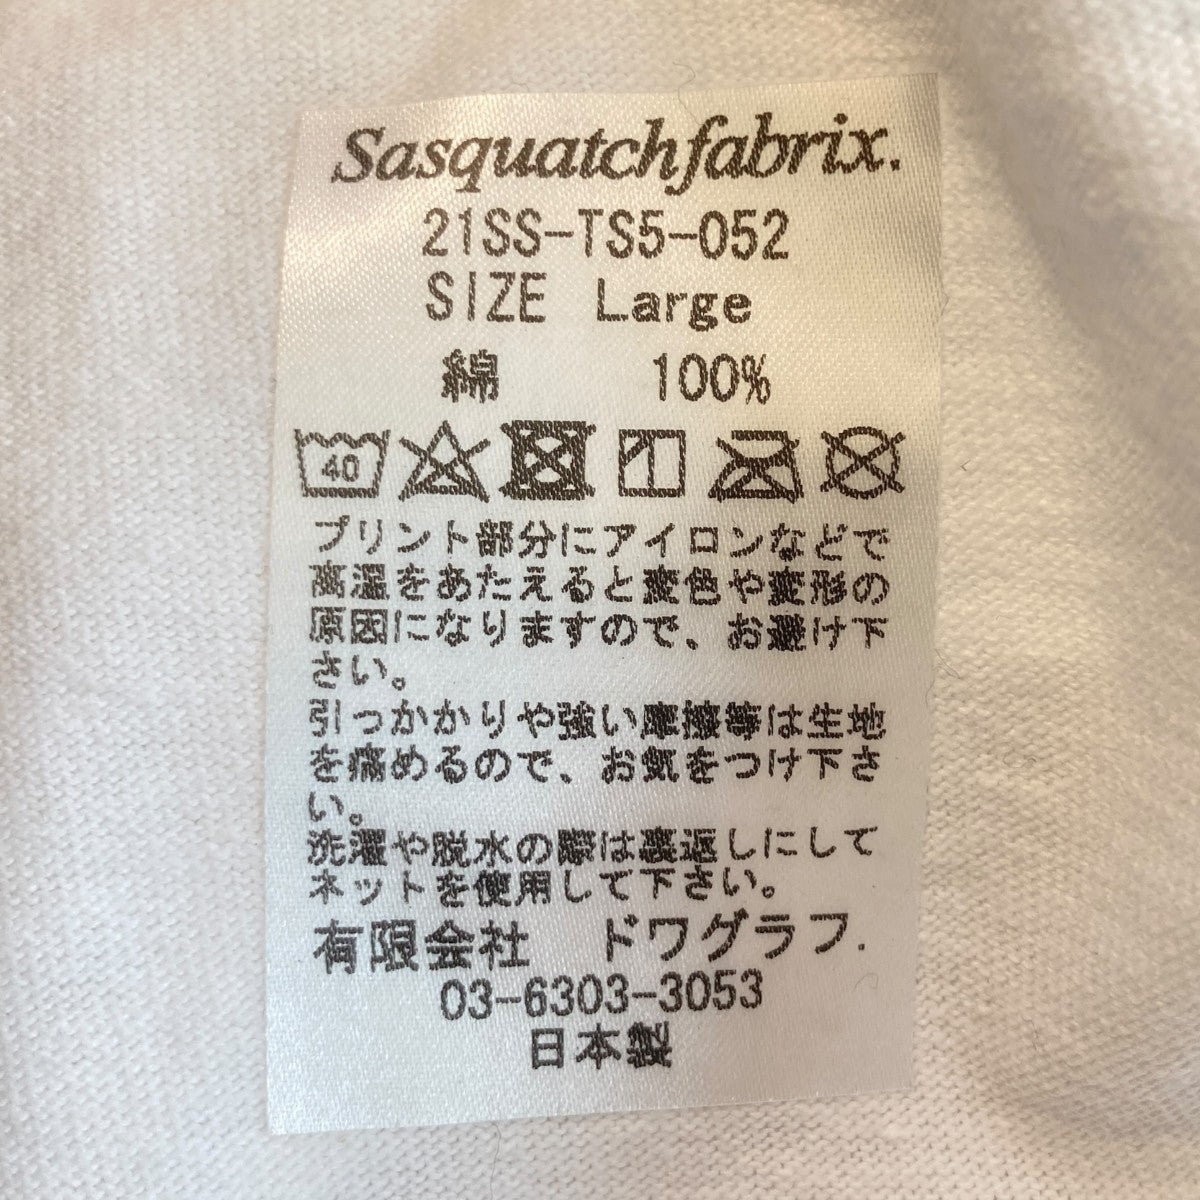 Sasquatchfabrix.
21SS-TS5-052
SIZE Large
綿 100%
40
プリント部分にアイロンなどで
高温をあたえると変色や変形の
原因になりますので、お避け下
さい。
引っかかりや強い摩擦等は生地
を痛めるので、お気をつけ下さ
い。
洗濯や脱水の際は裏返しにして
ネットを使用して下さい。
有限会社 ドワグラフ.
03-6303-3053
日本製